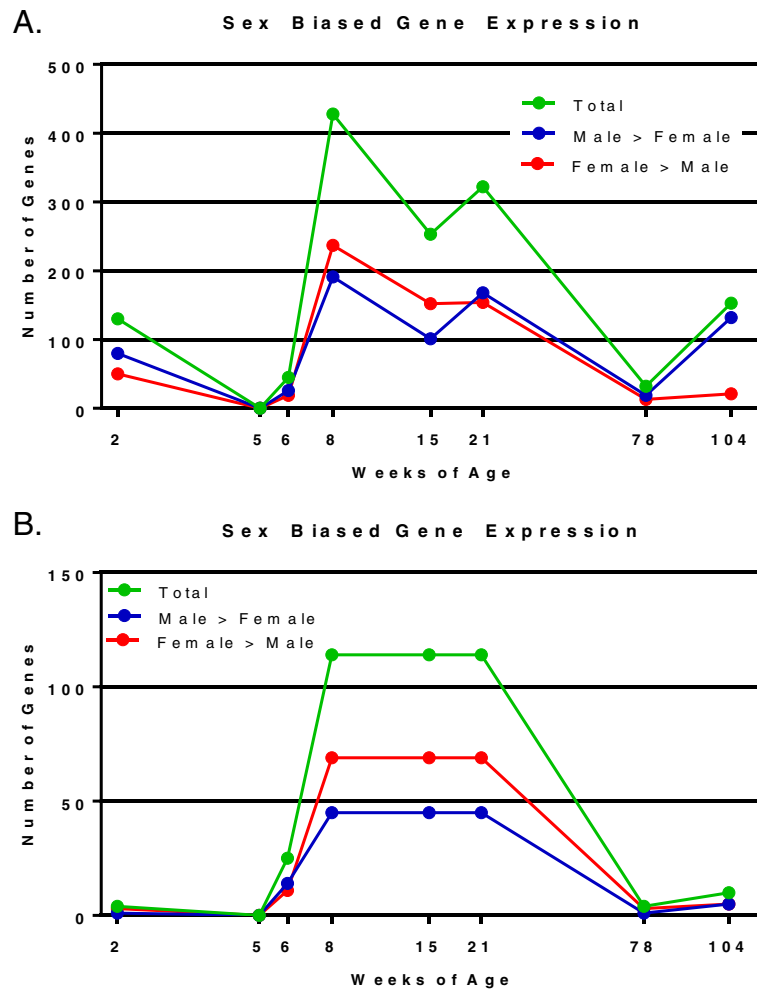 A.
Sex Biased Gene Expression
500
400
300
200
100
0
Number of Genes
Total
Male > Female
Female > Male
2 5 6 8 15 21 78 104
Weeks of Age
B.
Sex Biased Gene Expression
150
100
50
0
Number of Genes
Total
Male > Female
Female > Male
2 5 6 8 15 21 78 104
Weeks of Age